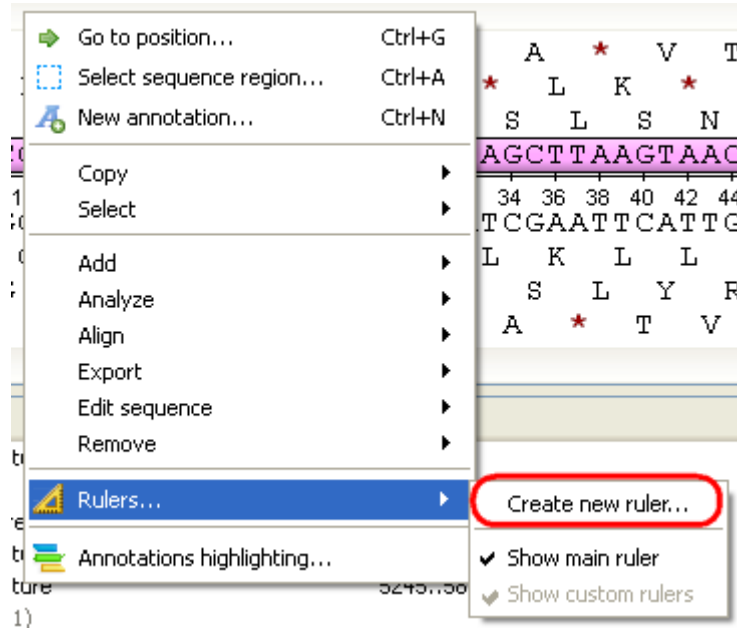 Go to position... Ctrl+G
Select sequence region... Ctrl+A
New annotation... Ctrl+N
Copy
Select
Add
Analyze
Align
Export
Edit sequence
Remove
Rulers...
Annotations highlighting...
Create new ruler...
Show main ruler
Show custom rulers
A * V T
* L K *
S L S N
AGCTTAAGTAAC
34 36 38 40 42 44
TCGAATTCATTG
L K L L
S L Y R
A * T V
ture
1)